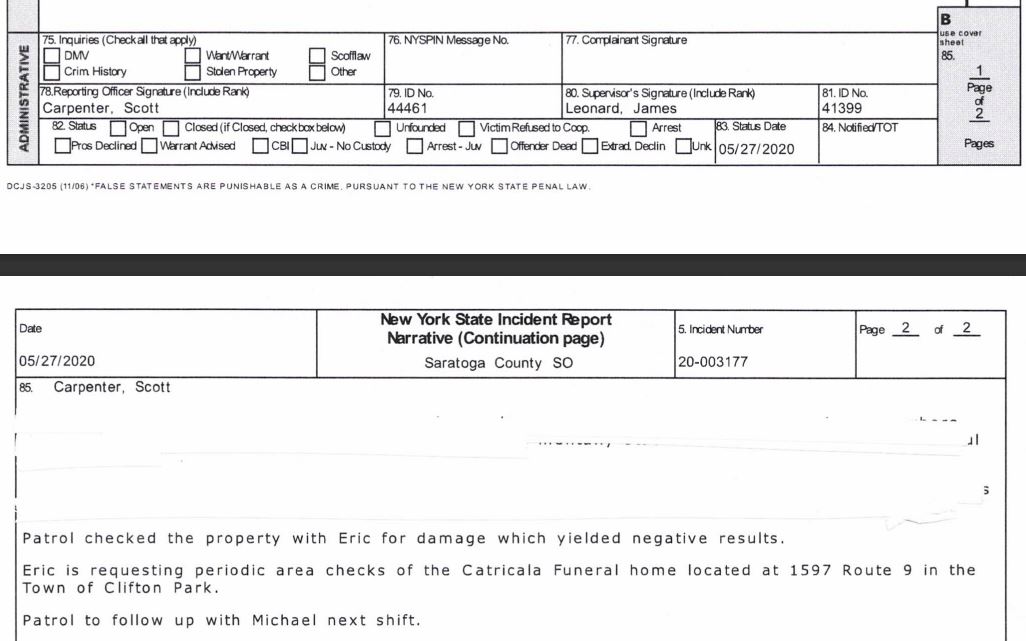 B
use cover
sheet
85.
1
Page
of
2
Pages
ADMINISTRATIVE
75. Inquiries (Check all that apply)
DMV Want/Warrant Scofflaw
Crim. History Stolen Property Other
76. NYSPIN Message No.
77. Complainant Signature
78.Reporting Officer Signature (Include Rank)
Carpenter, Scott
79. ID No.
44461
80. Supervisor's Signature (Include Rank)
Leonard, James
81. ID No.
41399
82. Status Open Closed (if Closed, check box below) Unfounded Victim Refused to Coop. Arrest
Pros Declined Warrant Advised CBI Juv. - No Custody Arrest - Juv Offender Dead Extrad. Declin Unk
83. Status Date
05/27/2020
84. Notified/TOT
DCJS-3205 (11/06) *FALSE STATEMENTS ARE PUNISHABLE AS A CRIME, PURSUANT TO THE NEW YORK STATE PENAL LAW.
Date
05/27/2020
New York State Incident Report
Narrative (Continuation page)
Saratoga County SO
5. Incident Number
20-003177
Page 2 of 2
85. Carpenter, Scott
Patrol checked the property with Eric for damage which yielded negative results.
Eric is requesting periodic area checks of the Catricala Funeral home located at 1597 Route 9 in the
Town of Clifton Park.
Patrol to follow up with Michael next shift.